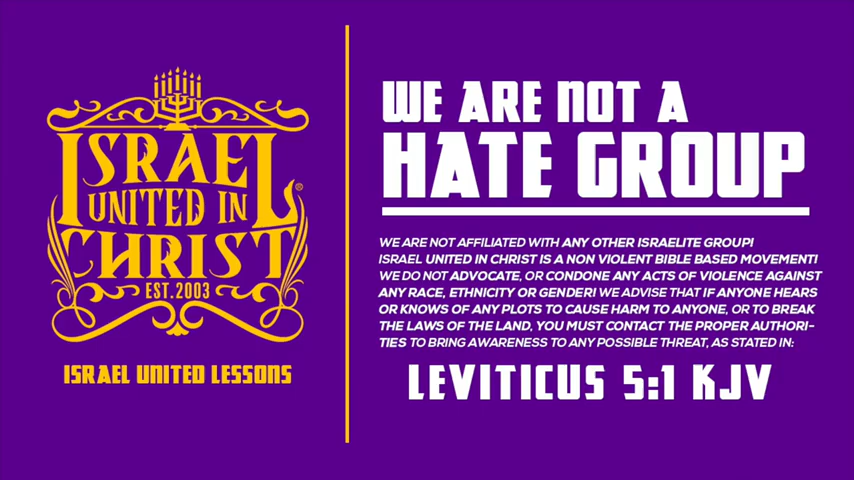 ISRAEL
UNITED IN
CHRIST
EST. 2003
®
ISRAEL UNITED LESSONS
WE ARE NOT A
HATE GROUP
WE ARE NOT AFFILIATED WITH ANY OTHER ISRAELITE GROUP!
ISRAEL UNITED IN CHRIST IS A NON VIOLENT BIBLE BASED MOVEMENT!
WE DO NOT ADVOCATE, OR CONDONE ANY ACTS OF VIOLENCE AGAINST
ANY RACE, ETHNICITY OR GENDER! WE ADVISE THAT IF ANYONE HEARS
OR KNOWS OF ANY PLOTS TO CAUSE HARM TO ANYONE, OR TO BREAK
THE LAWS OF THE LAND, YOU MUST CONTACT THE PROPER AUTHORI-
TIES TO BRING AWARENESS TO ANY POSSIBLE THREAT, AS STATED IN:
LEVITICUS 5:1 KJV